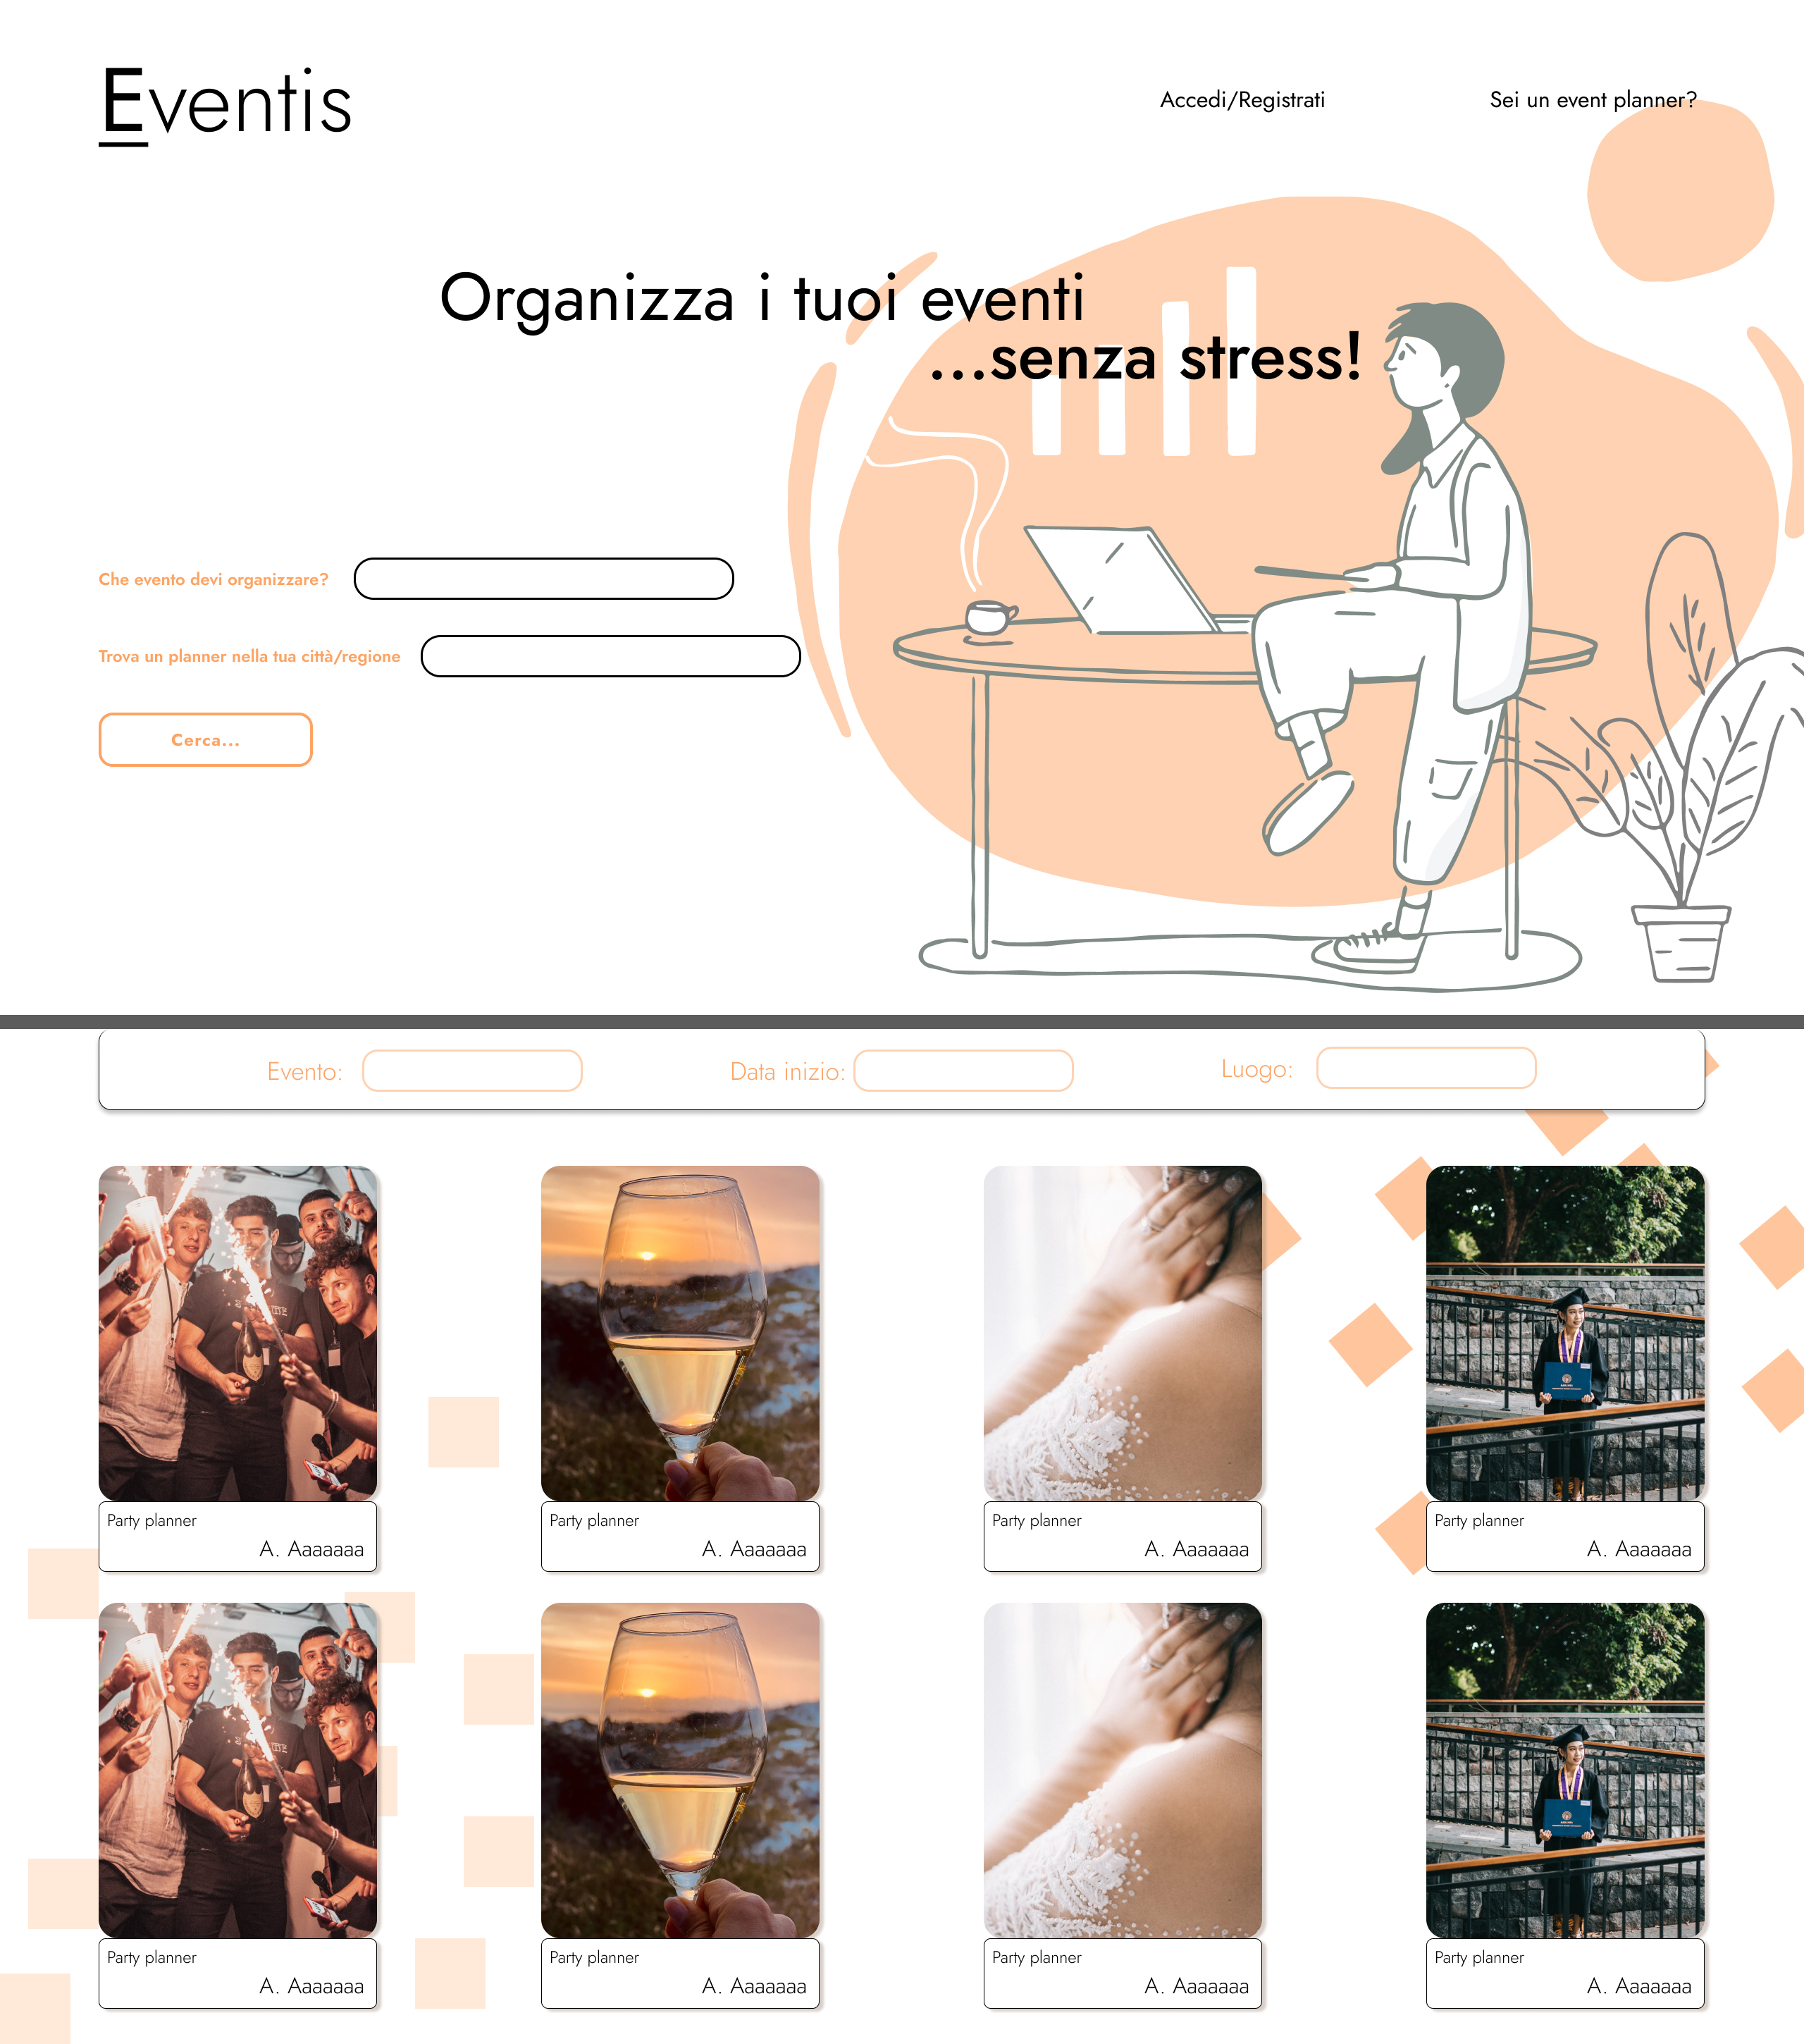 Eventis
Accedi/Registrati
Sei un event planner?
Organizza i tuoi eventi
...senza stress!
Che evento devi organizzare?
Trova un planner nella tua città/regione
Cerca...
Evento:
Data inizio:
Luogo:
Party planner
A. Aaaaaaa
Party planner
A. Aaaaaaa
Party planner
A. Aaaaaaa
Party planner
A. Aaaaaaa
Party planner
A. Aaaaaaa
Party planner
A. Aaaaaaa
Party planner
A. Aaaaaaa
Party planner
A. Aaaaaaa